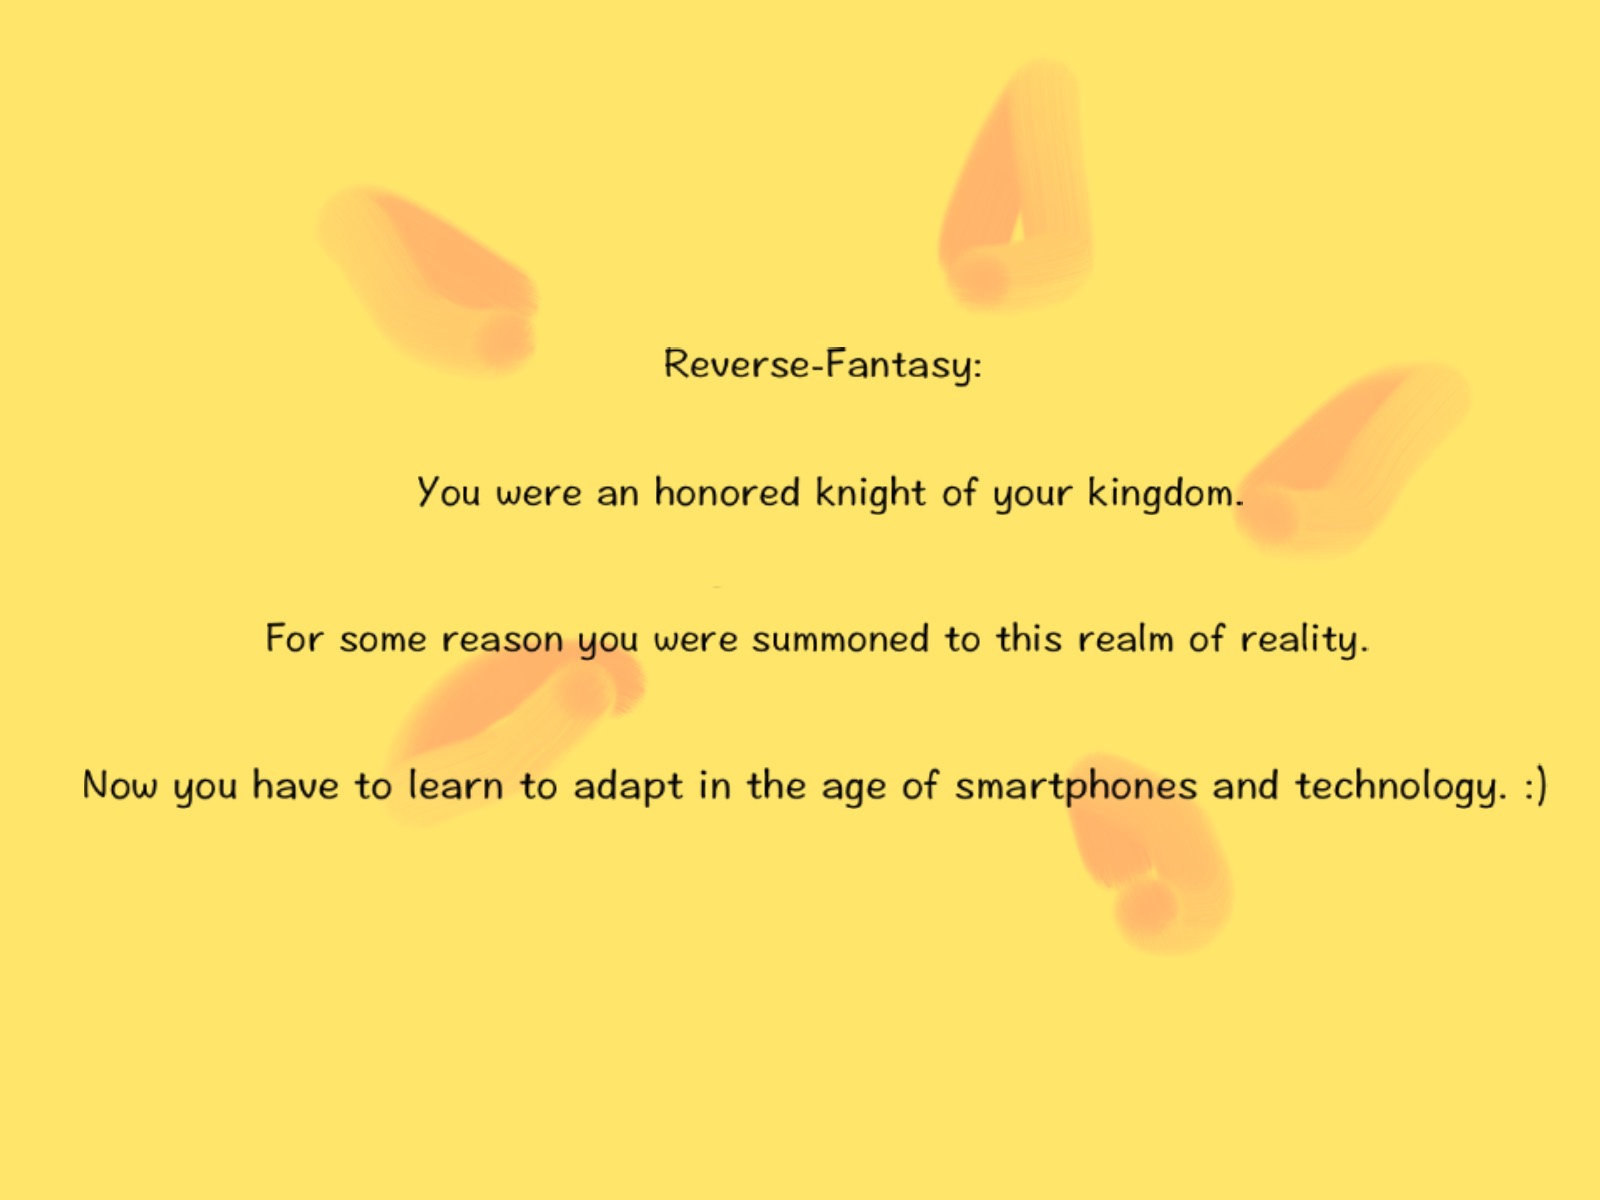 Reverse-Fantasy:
You were an honored knight of your kingdom.
For some reason you were summoned to this realm of reality.
Now you have to learn to adapt in the age of smartphones and technology. :)